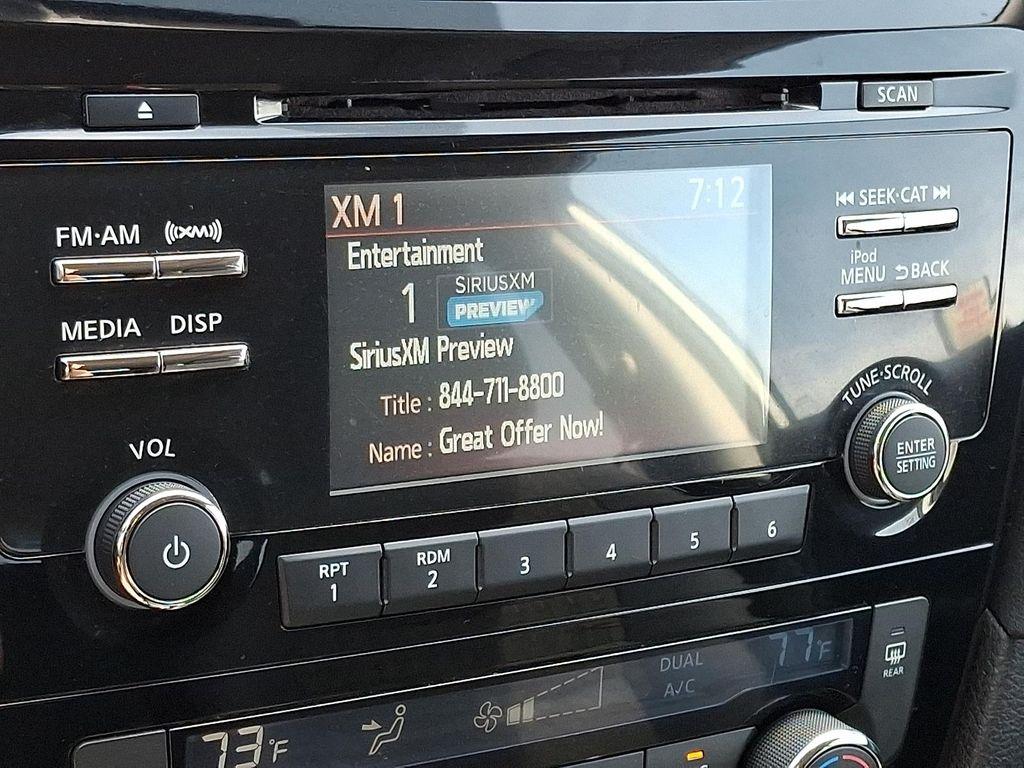 SCAN
FM·AM ((XM))
MEDIA DISP
VOL
XM 1 7:12
Entertainment
1 SIRIUSXM
PREVIEW
SiriusXM Preview
Title : 844-711-8800
Name : Great Offer Now!
SEEK·CAT
iPod
MENU BACK
TUNE·SCROLL
ENTER
SETTING
RPT
1
RDM
2
3
4
5
6
73°F
DUAL
A/C
77°F
REAR